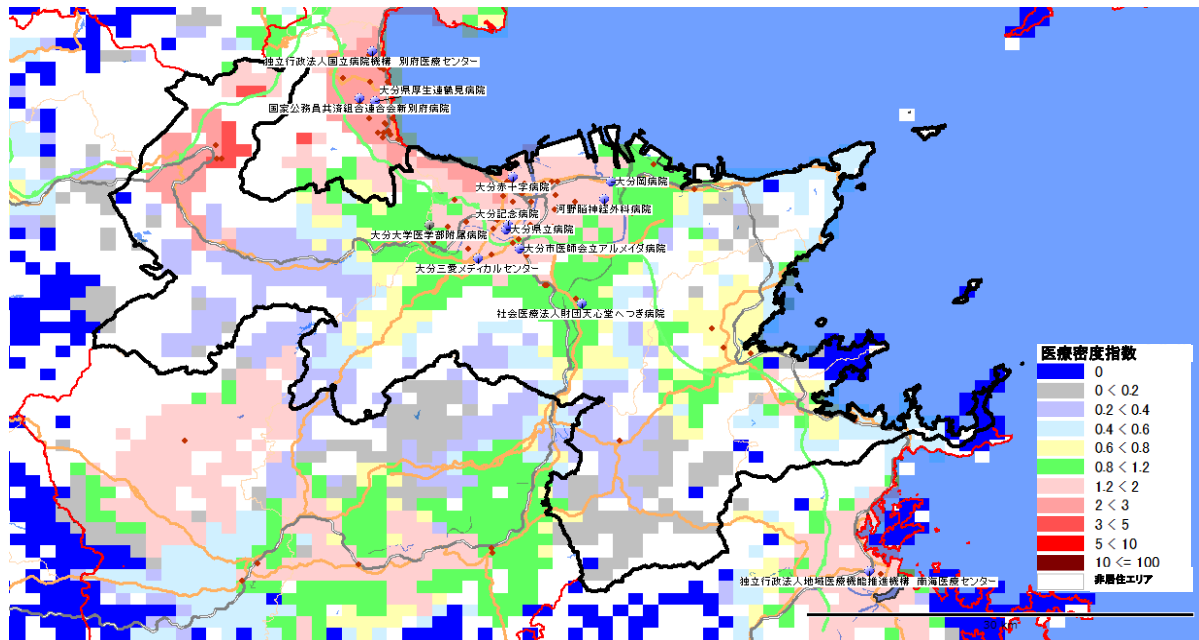 独立行政法人国立病院機構 別府医療センター
大分県厚生連鶴見病院
国家公務員共済組合連合会新別府病院
大分赤十字病院
大分岡病院
河野脳神経外科病院
大分記念病院
大分県立病院
大分大学医学部附属病院
大分市医師会立アルメイダ病院
大分三愛メディカルセンター
社会医療法人財団天心堂へつぎ病院
医療密度指数
0
0 < 0.2
0.2 < 0.4
0.4 < 0.6
0.6 < 0.8
0.8 < 1.2
1.2 < 2
2 < 3
3 < 5
5 < 10
10 <= 100
非居住エリア
独立行政法人地域医療機能推進機構 南海医療センター